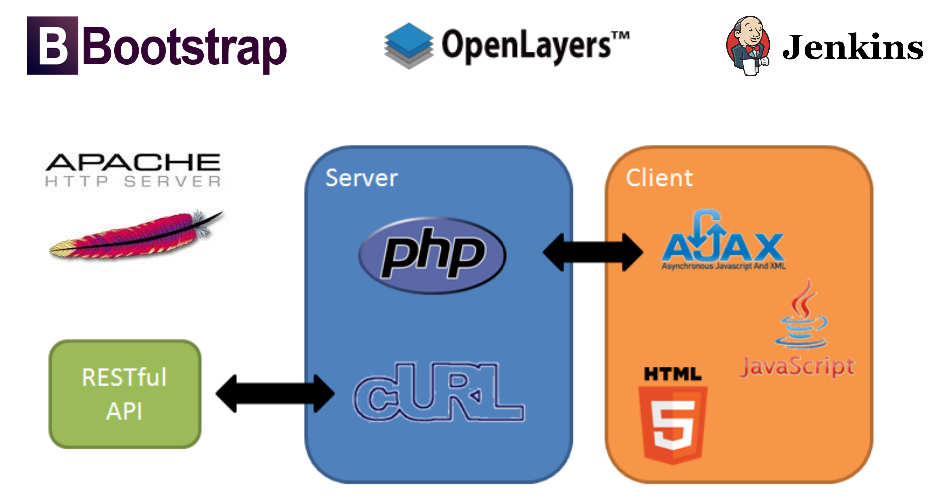 B Bootstrap
OpenLayers™
Jenkins
APACHE
HTTP SERVER
Server
Client
php
AJAX
Asynchronous Javascript And XML
JavaScript
RESTful
API
cURL
HTML
5